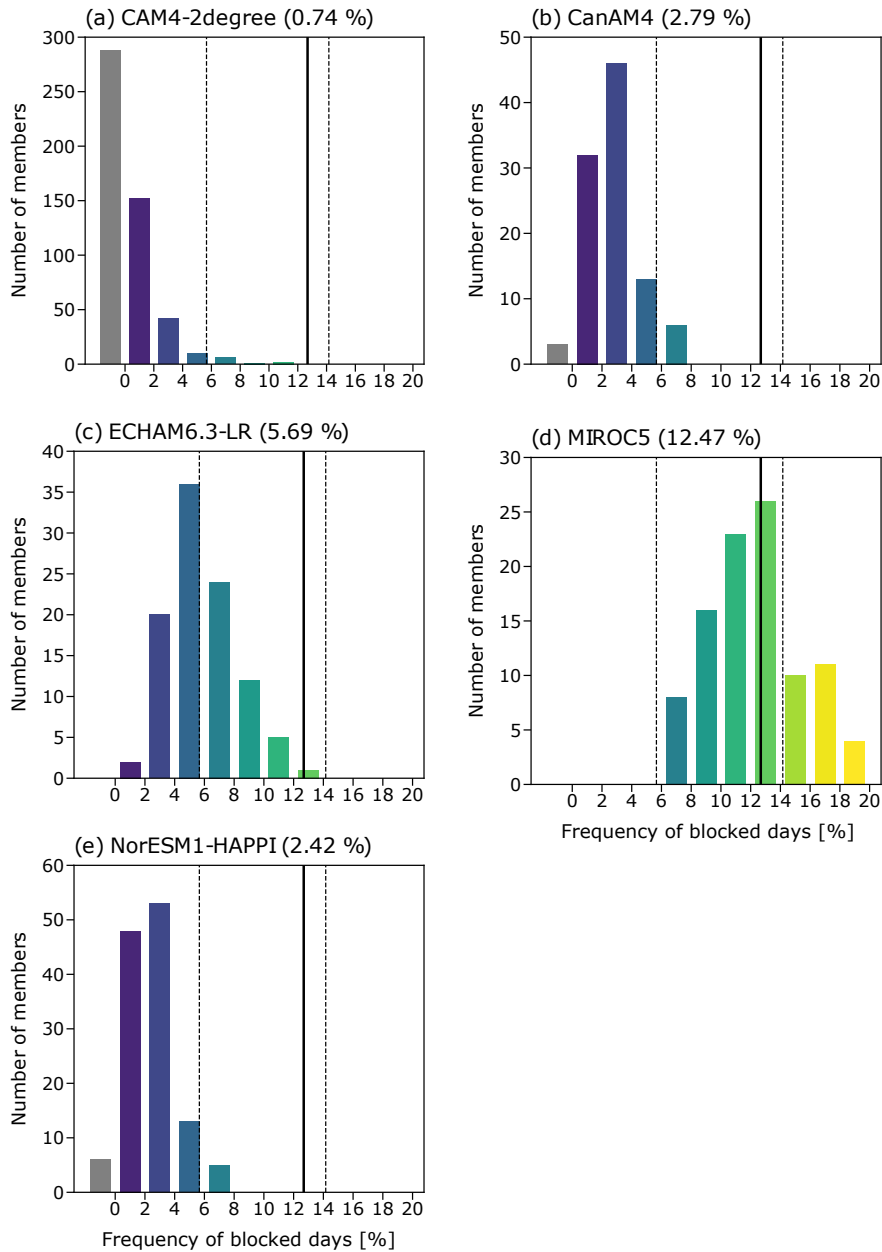 (a) CAM4-2degree (0.74 %)
300
250
200
150
100
50
0
Number of members
0 2 4 6 8 10 12 14 16 18 20
(b) CanAM4 (2.79 %)
50
40
30
20
10
0
Number of members
0 2 4 6 8 10 12 14 16 18 20
(c) ECHAM6.3-LR (5.69 %)
40
35
30
25
20
15
10
5
0
Number of members
0 2 4 6 8 10 12 14 16 18 20
(d) MIROC5 (12.47 %)
30
25
20
15
10
5
0
Number of members
0 2 4 6 8 10 12 14 16 18 20
Frequency of blocked days [%]
(e) NorESM1-HAPPI (2.42 %)
60
50
40
30
20
10
0
Number of members
0 2 4 6 8 10 12 14 16 18 20
Frequency of blocked days [%]